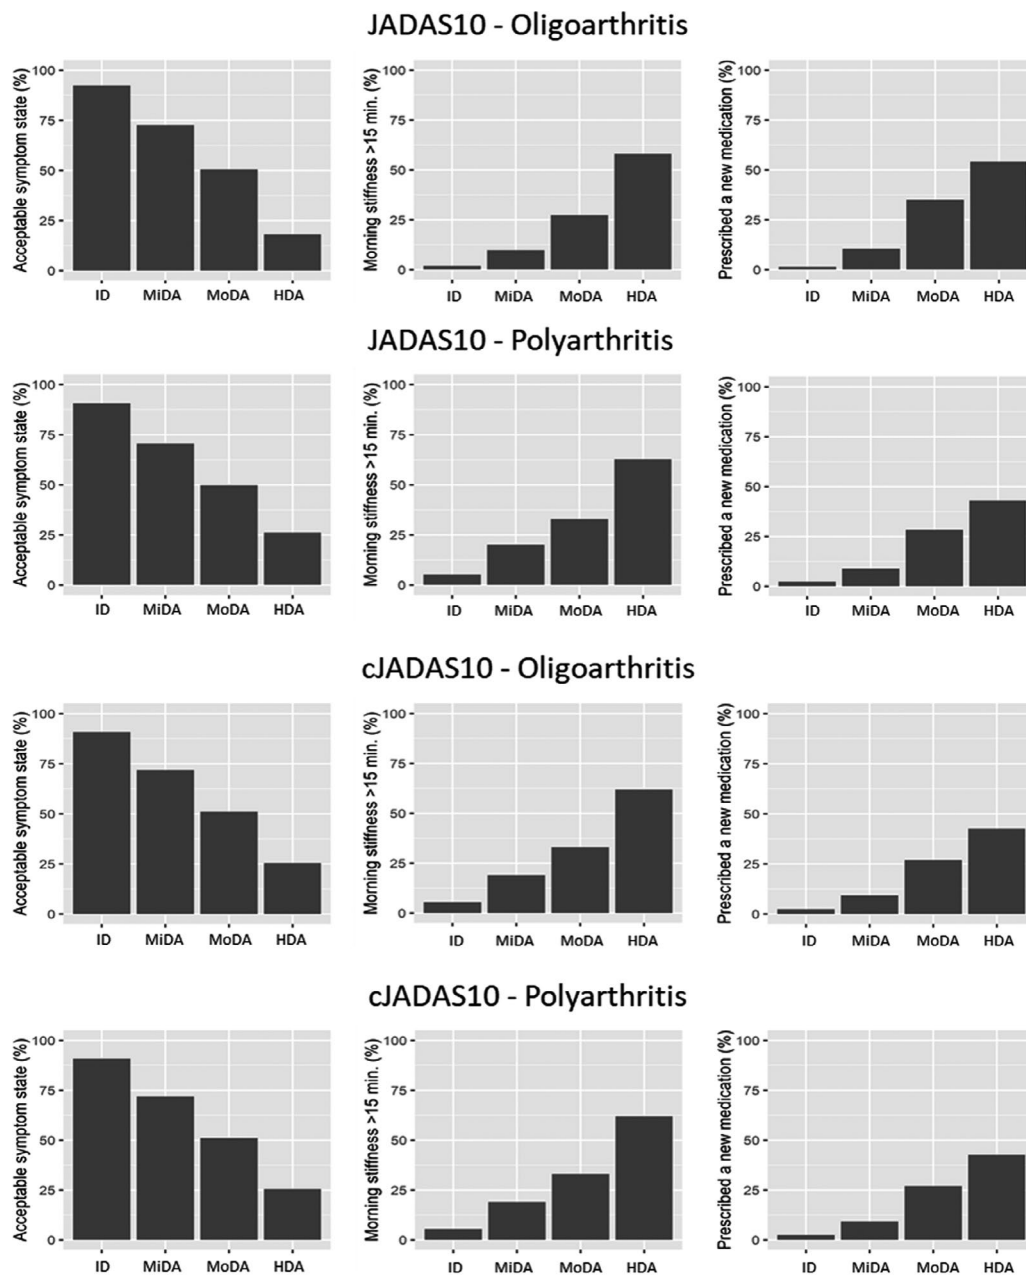 JADAS10 - Oligoarthritis
Acceptable symptom state (%)
100
75
50
25
0
ID MiDA MoDA HDA
Morning stiffness >15 min. (%)
100
75
50
25
0
ID MiDA MoDA HDA
Prescribed a new medication (%)
100
75
50
25
0
ID MiDA MoDA HDA
JADAS10 - Polyarthritis
Acceptable symptom state (%)
100
75
50
25
0
ID MiDA MoDA HDA
Morning stiffness >15 min. (%)
100
75
50
25
0
ID MiDA MoDA HDA
Prescribed a new medication (%)
100
75
50
25
0
ID MiDA MoDA HDA
cJADAS10 - Oligoarthritis
Acceptable symptom state (%)
100
75
50
25
0
ID MiDA MoDA HDA
Morning stiffness >15 min. (%)
100
75
50
25
0
ID MiDA MoDA HDA
Prescribed a new medication (%)
100
75
50
25
0
ID MiDA MoDA HDA
cJADAS10 - Polyarthritis
Acceptable symptom state (%)
100
75
50
25
0
ID MiDA MoDA HDA
Morning stiffness >15 min. (%)
100
75
50
25
0
ID MiDA MoDA HDA
Prescribed a new medication (%)
100
75
50
25
0
ID MiDA MoDA HDA